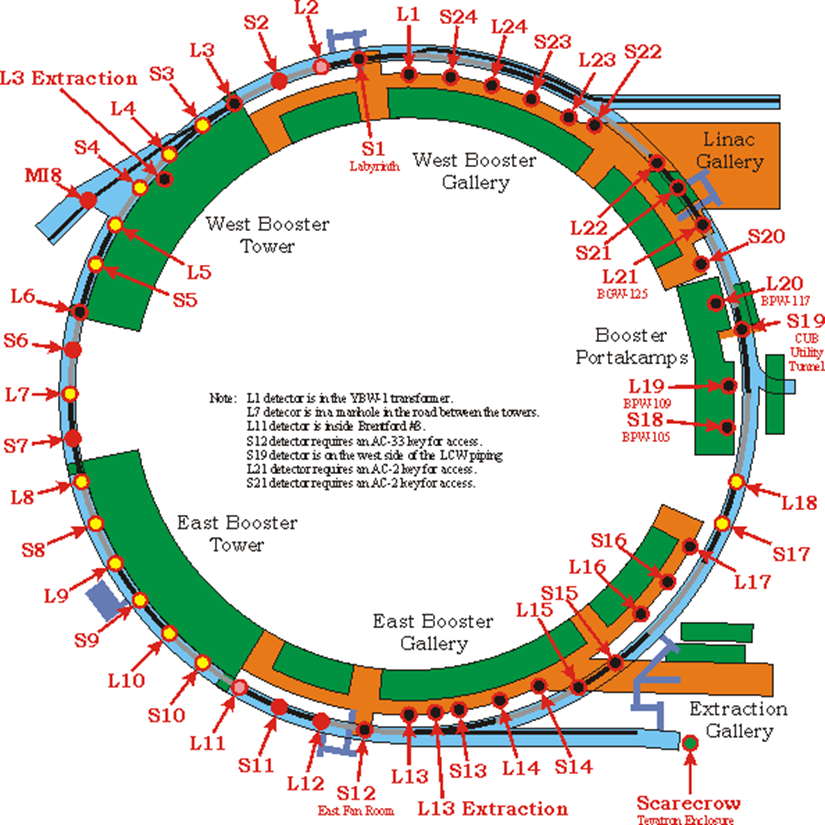 L2
L1
S2
S24
L24
L3
S23
L3 Extraction
S3
L23
S22
L4
S4
S1
Labyrinth
West Booster
Gallery
Linac
Gallery
MI8
West Booster
Tower
L22
S21
L21
BGW-125
S20
L5
S5
L6
L20
BPW-117
S6
Booster
Portakamps
S19
CUB
Utility
Tunnel
L7
L19
BPW-109
S18
BPW-105
Note: L1 detector is in the YBW-1 transformer.
L7 detecor is in a manhole in the road between the towers.
L11 detector is inside Brentford #3.
S12 detector requires an AC-33 key for access.
S19 detector is on the west side of the LCW piping
L21 detector requires an AC-2 key for access.
S21 detector requires an AC-2 key for access.
S7
L8
L18
S8
East Booster
Tower
S16
S17
L9
L16
L17
S9
East Booster
Gallery
L15
S15
L10
S10
L11
Extraction
Gallery
S11
L12
S12
East Fan Room
L13
S13
L14
S14
L13 Extraction
Scarecrow
Tevatron Enclosure